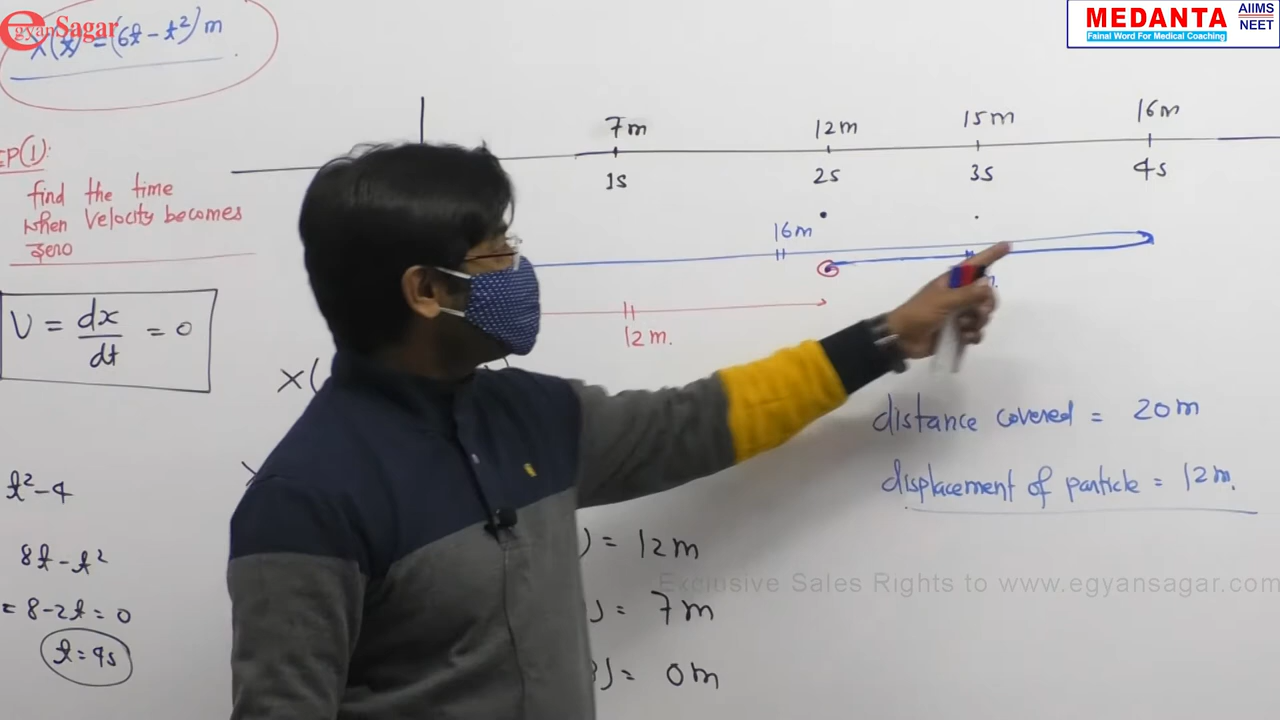 egyanSagar
x(t) = (6t - t²) m
MEDANTA
Fainal Word For Medical Coaching
AIIMS
NEET
7m 12m 15m 16m
1s 2s 3s 4s
EP(1):
find the time
when velocity becomes
zero
16m
12m.
m.
V = dx/dt = 0
x(
distance covered = 20m
displacement of particle = 12m.
t² - 4
8t - t²
= 8 - 2t = 0
t = 4s
) = 12m
) = 7m
) = 0m
Exclusive Sales Rights to www.egyansagar.com